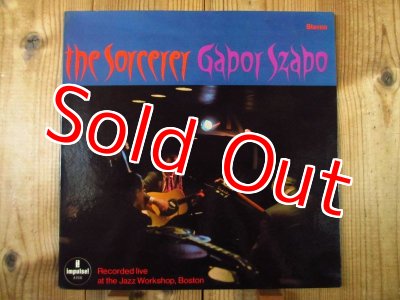 Stereo
the Sorcerer Gabor Szabo
Sold Out
impulse!
Recorded live
at the Jazz Workshop, Boston